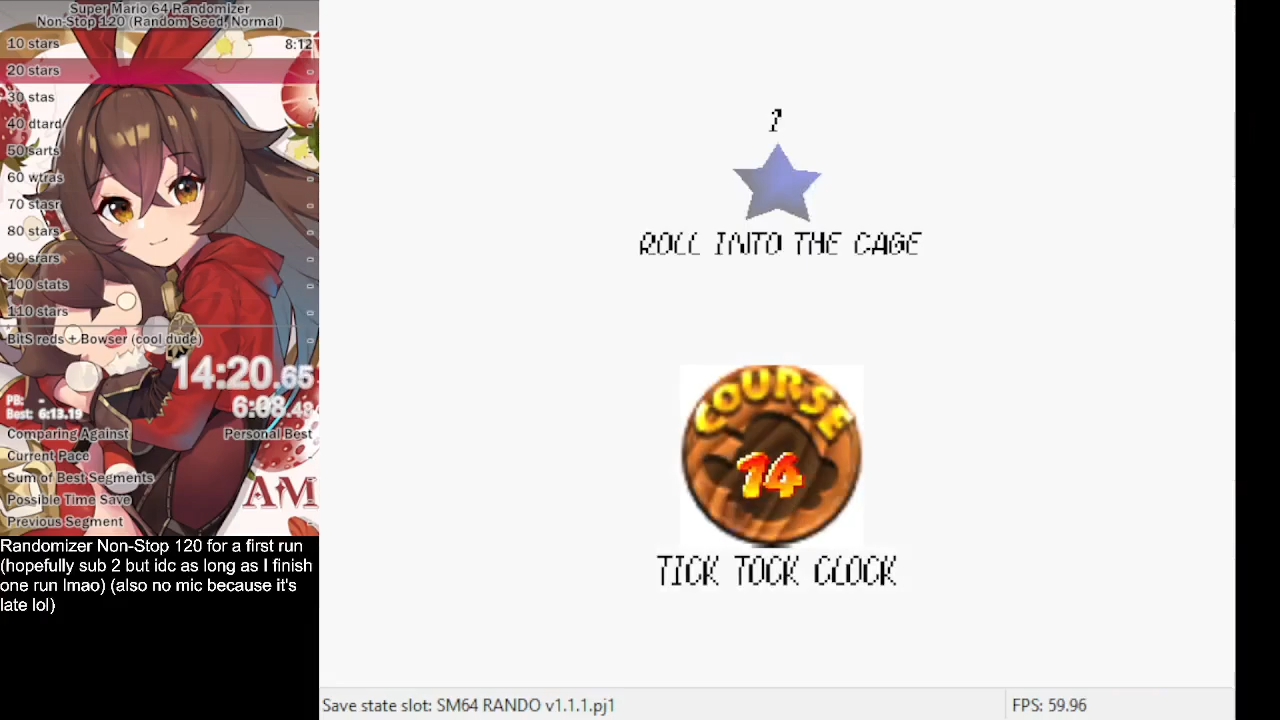 Super Mario 64 Randomizer
Non-Stop 120 (Random Seed, Normal)
10 stars 8:12
20 stars -
30 stas -
40 dtard -
50 sarts -
60 wtras -
70 stasr -
80 stars -
90 srars -
100 stats -
110 stars -
BitS reds + Bowser (cool dude) -
14:20.65
PB: -
6:08.48
Best: 6:13.19
Comparing Against Personal Best
Current Pace -
Sum of Best Segments -
Possible Time Save -
Previous Segment -
AM
Randomizer Non-Stop 120 for a first run
(hopefully sub 2 but idc as long as I finish
one run lmao) (also no mic because it's
late lol)
1
ROLL INTO THE CAGE
COURSE
14
TICK TOCK CLOCK
Save state slot: SM64 RANDO v1.1.1.pj1
FPS: 59.96